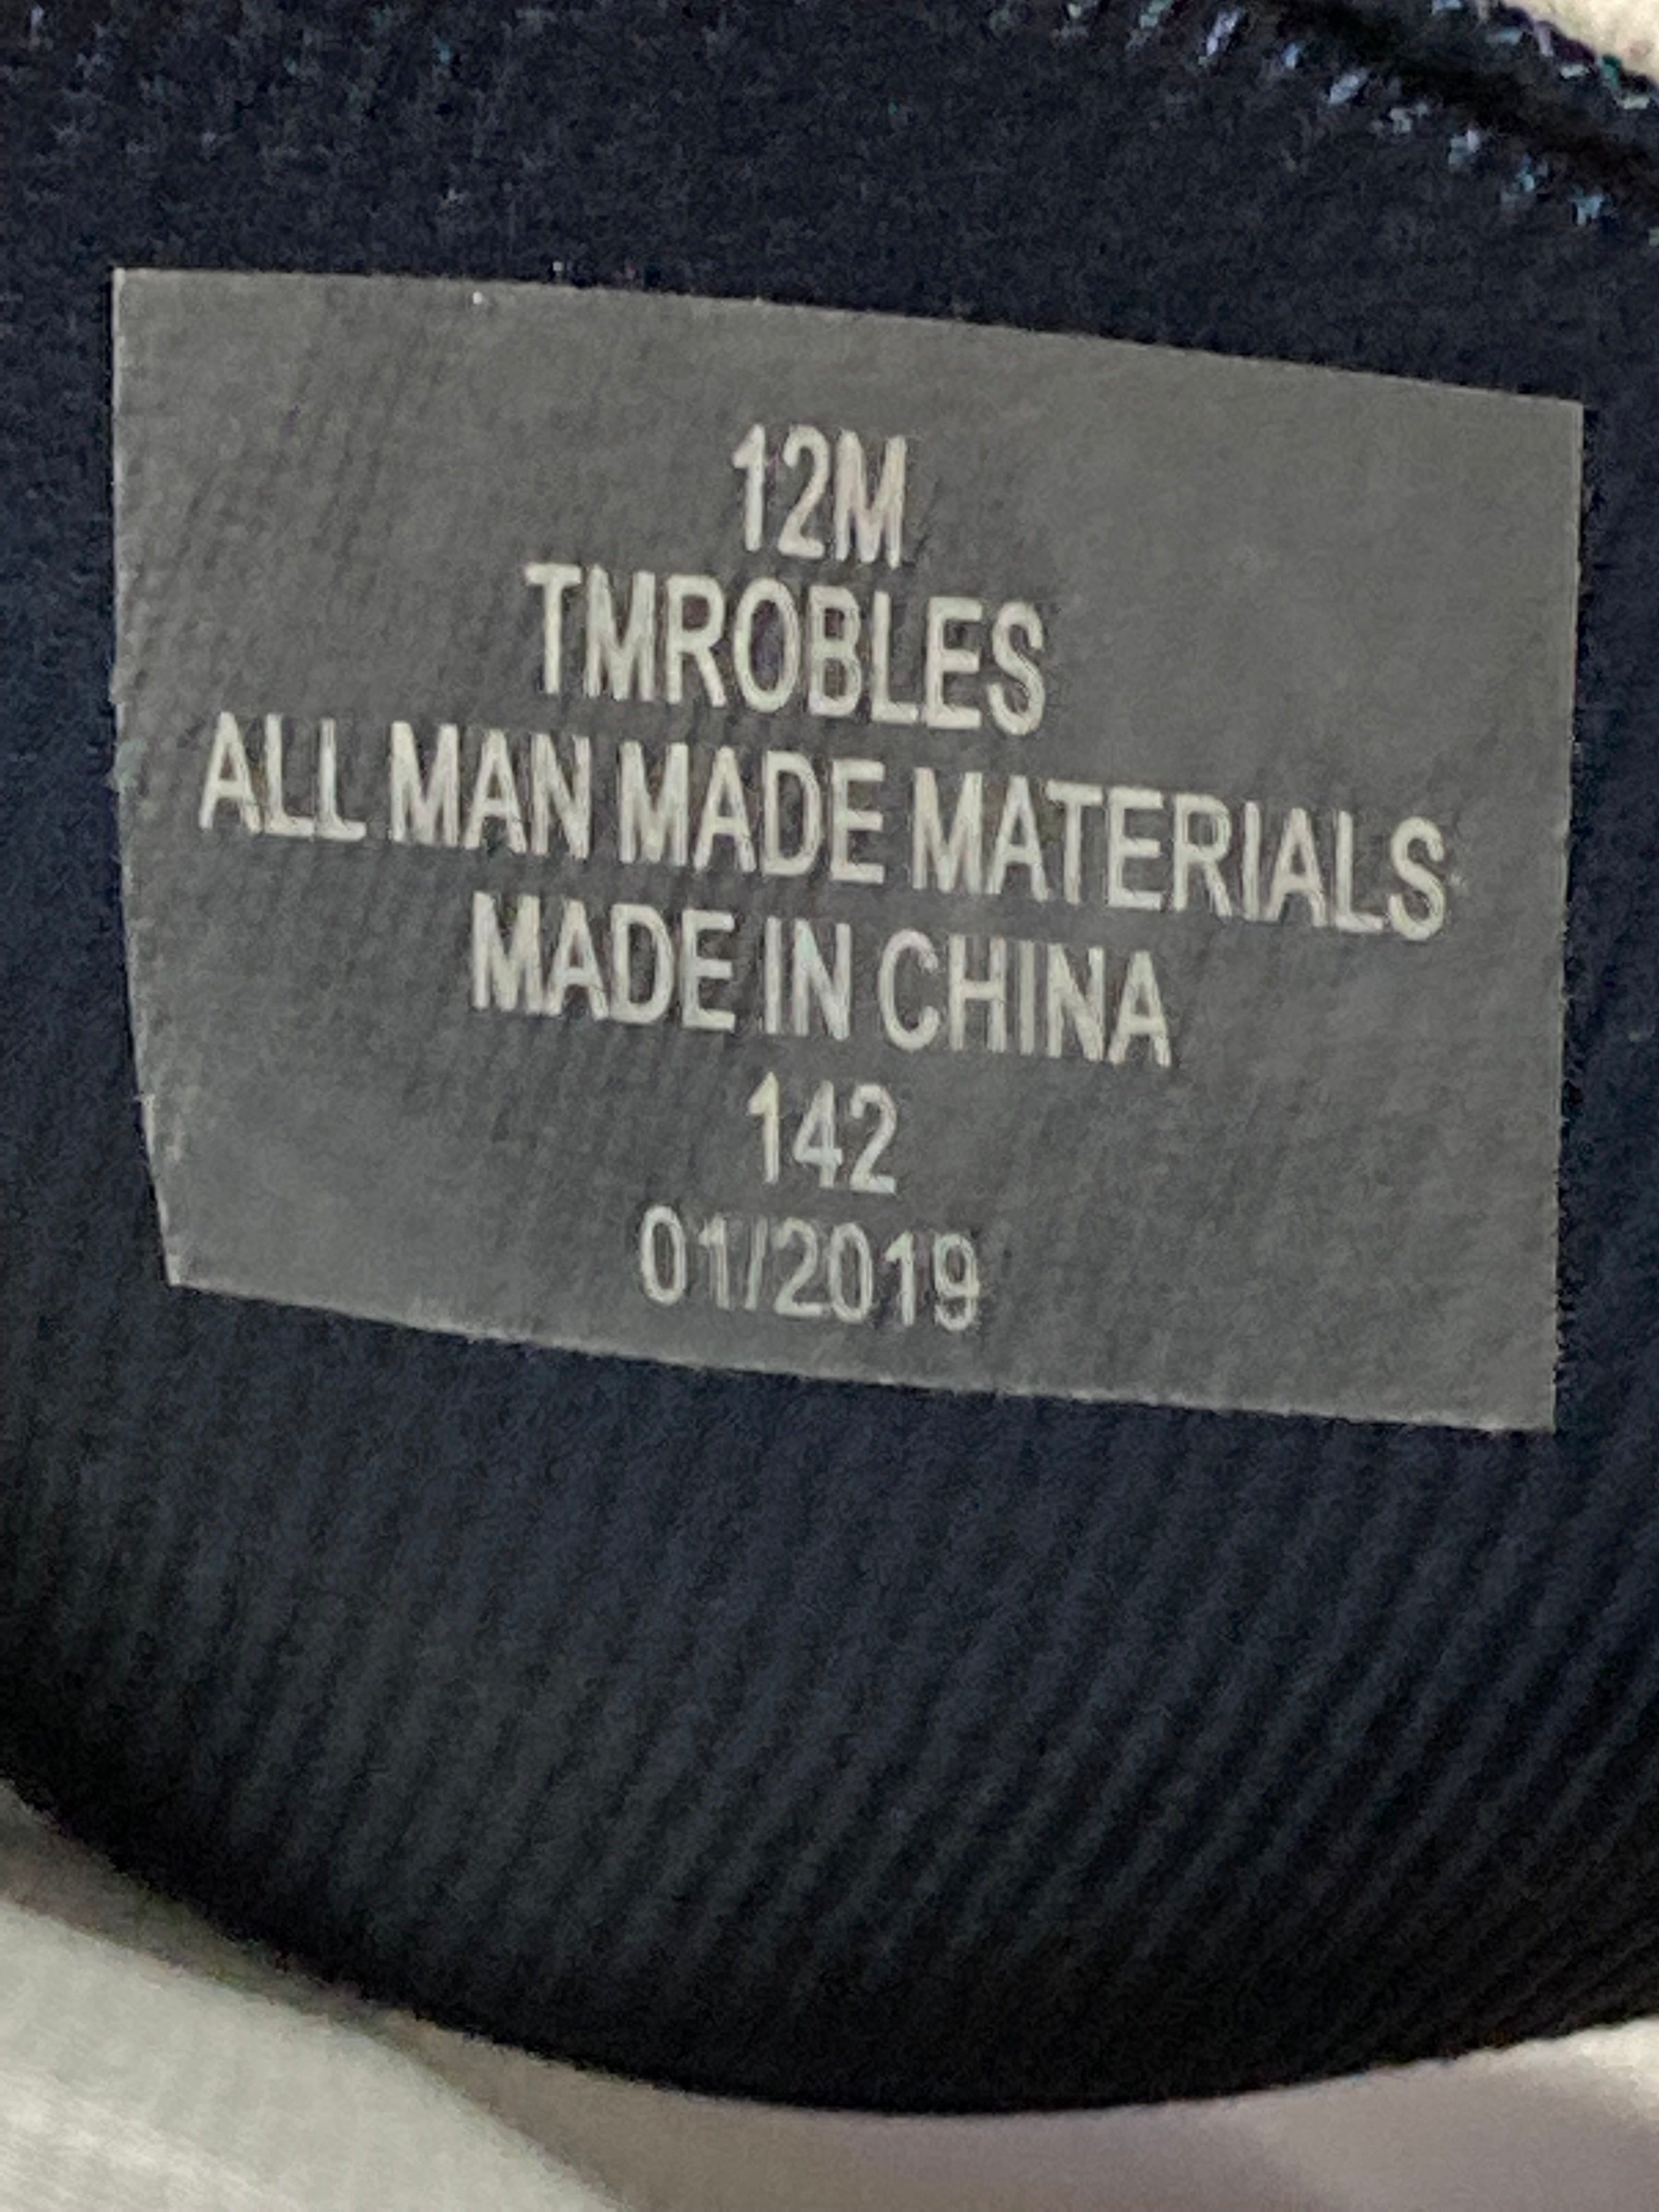 12M
TMROBLES
ALL MAN MADE MATERIALS
MADE IN CHINA
142
01/2019